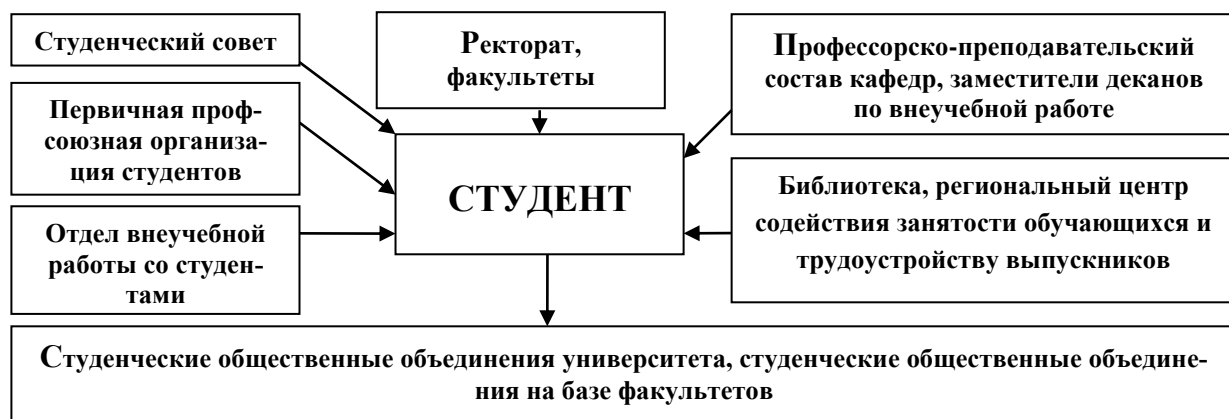 Студенческий совет
Ректорат,
факультеты
Профессорско-преподавательский
состав кафедр, заместители деканов
по внеучебной работе
Первичная проф-
союзная организа-
ция студентов
СТУДЕНТ
Библиотека, региональный центр
содействия занятости обучающихся и
трудоустройству выпускников
Отдел внеучебной
работы со студен-
тами
Студенческие общественные объединения университета, студенческие общественные объедине-
ния на базе факультетов